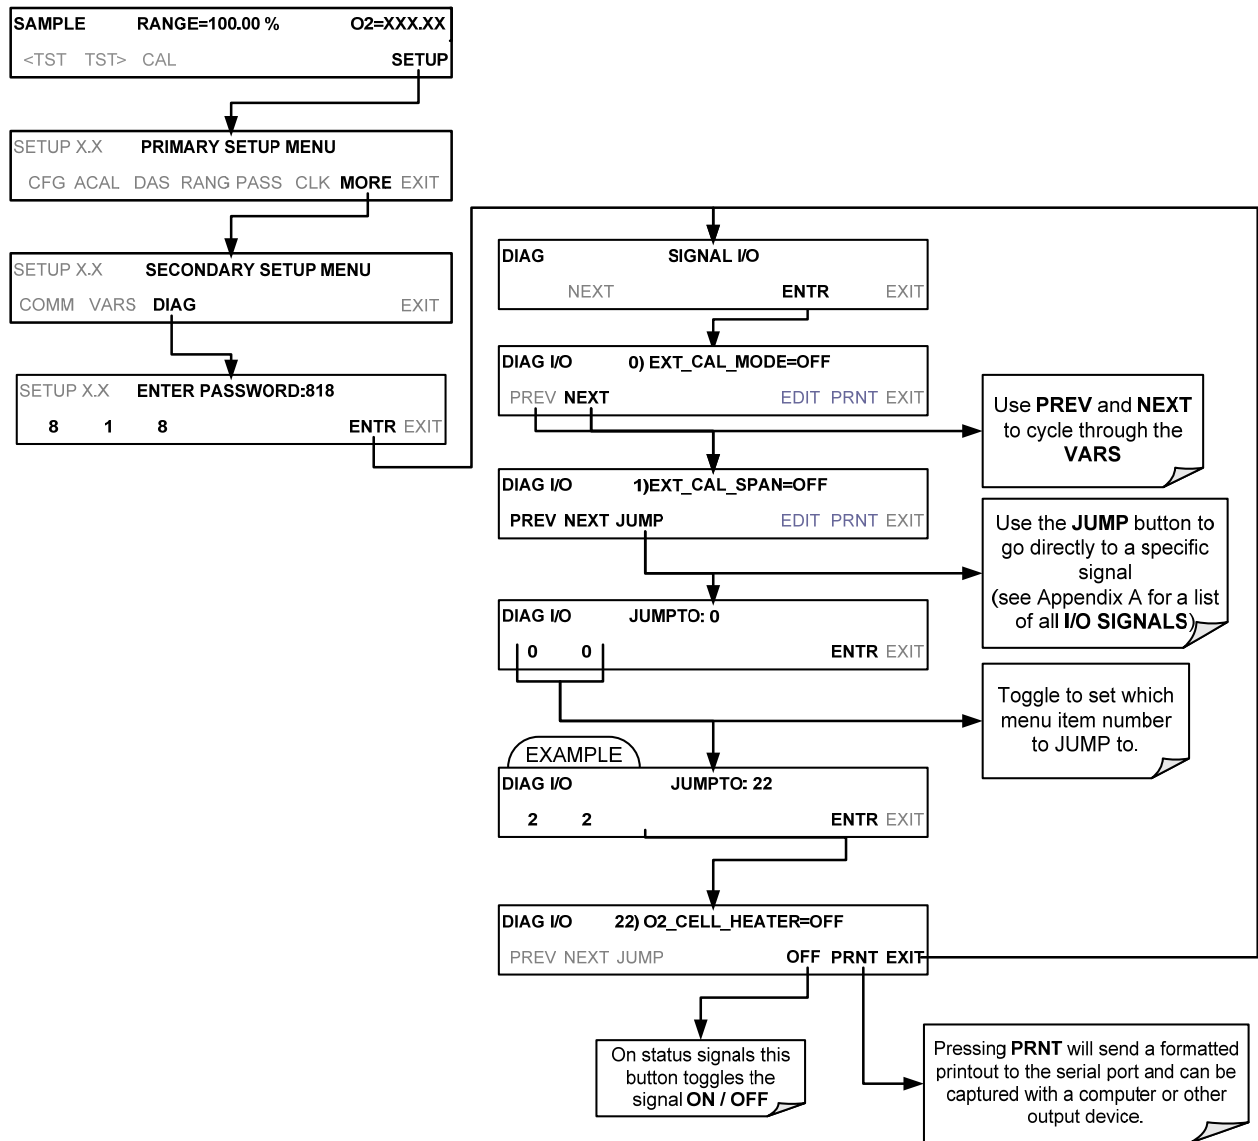 SAMPLE RANGE=100.00 % O2=XXX.XX
<TST TST> CAL SETUP
SETUP X.X PRIMARY SETUP MENU
CFG ACAL DAS RANG PASS CLK MORE EXIT
SETUP X.X SECONDARY SETUP MENU
COMM VARS DIAG EXIT
SETUP X.X ENTER PASSWORD:818
8 1 8 ENTR EXIT
DIAG SIGNAL I/O
NEXT ENTR EXIT
DIAG I/O 0) EXT_CAL_MODE=OFF
PREV NEXT EDIT PRNT EXIT
Use PREV and NEXT
to cycle through the
VARS
DIAG I/O 1)EXT_CAL_SPAN=OFF
PREV NEXT JUMP EDIT PRNT EXIT
Use the JUMP button to
go directly to a specific
signal
(see Appendix A for a list
of all I/O SIGNALS)
DIAG I/O JUMPTO: 0
0 0 ENTR EXIT
Toggle to set which
menu item number
to JUMP to.
EXAMPLE
DIAG I/O JUMPTO: 22
2 2 ENTR EXIT
DIAG I/O 22) O2_CELL_HEATER=OFF
PREV NEXT JUMP OFF PRNT EXIT
On status signals this
button toggles the
signal ON / OFF
Pressing PRNT will send a formatted
printout to the serial port and can be
captured with a computer or other
output device.